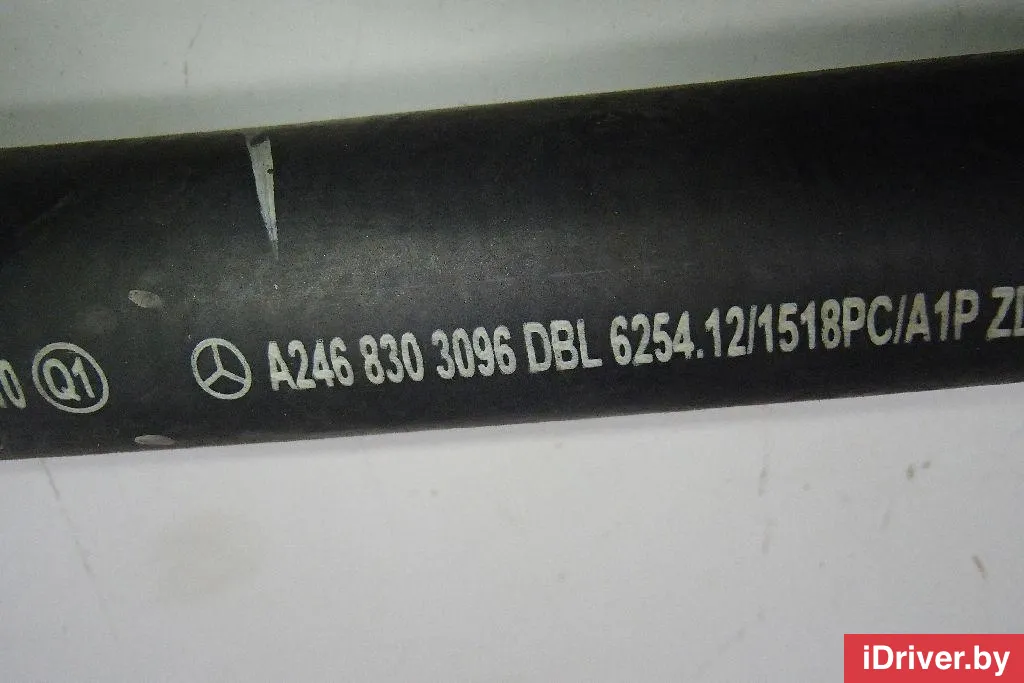 Q1 A246 830 3096 DBL 6254.12/1518PC/A1P
iDriver.by